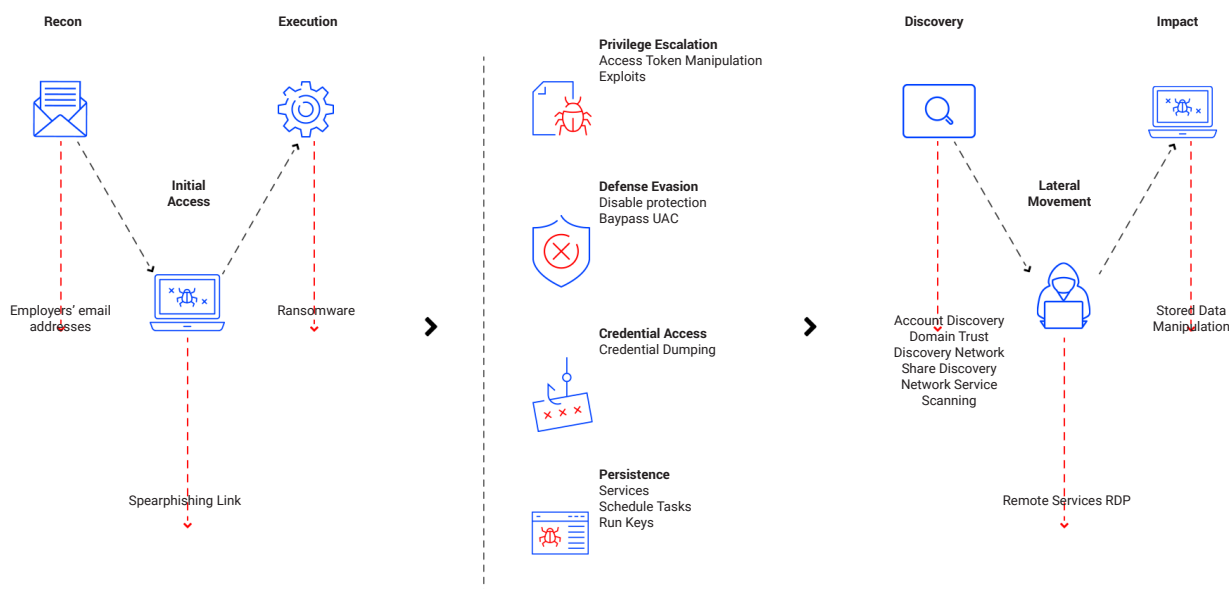 Recon
Execution
Initial
Access
Employers’ email
addresses
Ransomware
Spearphishing Link
Privilege Escalation
Access Token Manipulation
Exploits
Defense Evasion
Disable protection
Baypass UAC
Credential Access
Credential Dumping
Persistence
Services
Schedule Tasks
Run Keys
Discovery
Impact
Lateral
Movement
Account Discovery
Domain Trust
Discovery Network
Share Discovery
Network Service
Scanning
Stored Data
Manipulation
Remote Services RDP